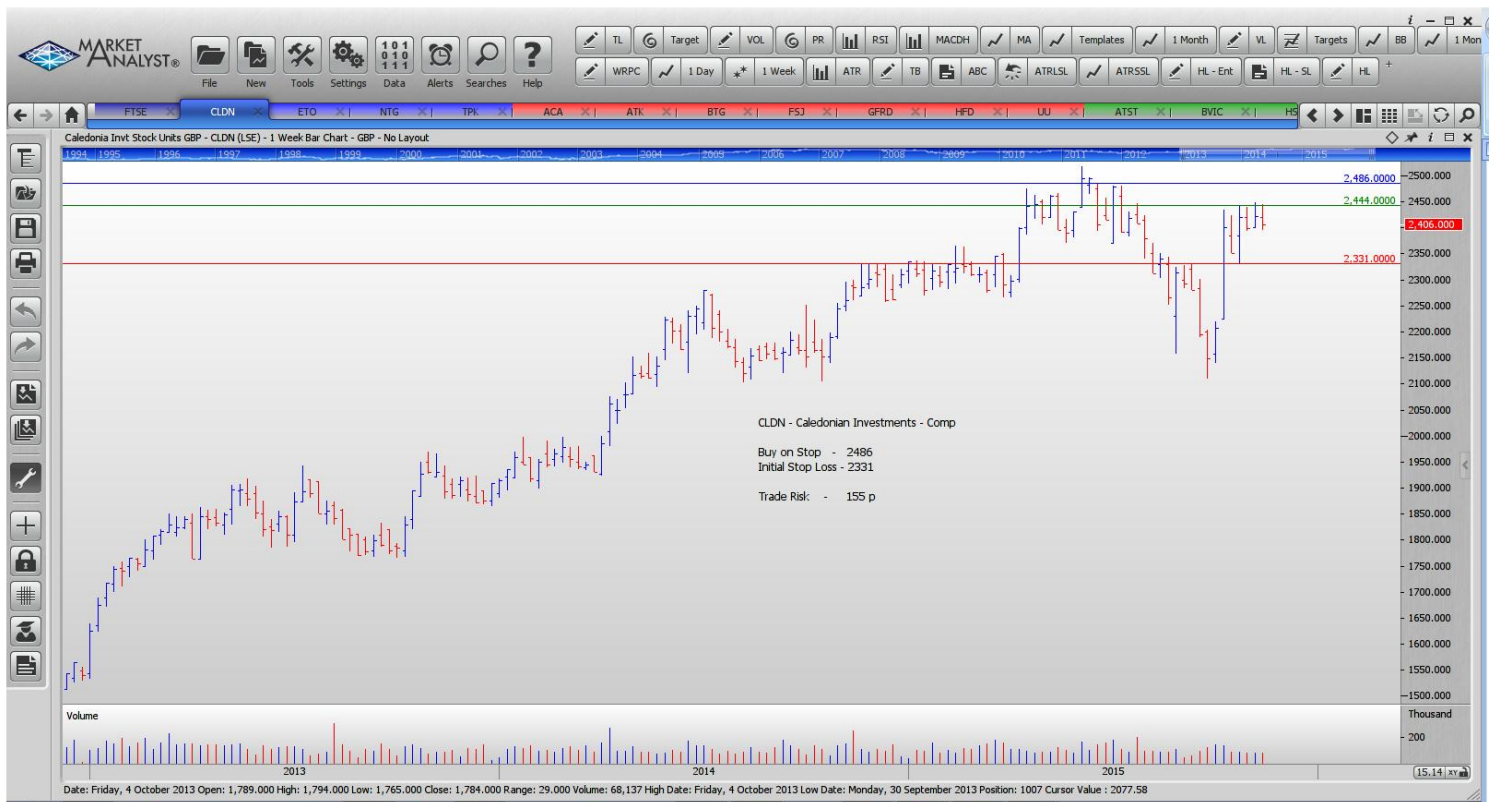 i
MARKET
ANALYST®
File New Tools Settings Data Alerts Searches Help
TL Target VOL PR RSI MACDH MA Templates 1 Month VL Targets BB 1 Mon
WRPC 1 Day 1 Week ATR TB ABC ATRLSL ATRSSL HL - Ent HL - SL HL +
101
010
111
FTSE CLDN ETO NTG TPK ACA ATK BTG FSJ GFRD HFD UU ATST BVIC HS
Caledonia Invt Stock Units GBP - CLDN (LSE) - 1 Week Bar Chart - GBP - No Layout
1994 1995 1996 1997 1998 1999 2000 2001 2002 2003 2004 2005 2006 2007 2008 2009 2010 2011 2012 2013 2014 2015
2,486.0000
2,444.0000
2,331.0000
2500.000
2450.000
2,406.000
2350.000
2300.000
2250.000
2200.000
2150.000
2100.000
2050.000
2000.000
1950.000
1900.000
1850.000
1800.000
1750.000
1700.000
1650.000
1600.000
1550.000
1500.000
CLDN - Caledonian Investments - Comp
Buy on Stop - 2486
Initial Stop Loss - 2331
Trade Risk - 155 p
Volume
Thousand
200
2013 2014 2015
15.14 XY
Date: Friday, 4 October 2013 Open: 1,789.000 High: 1,794.000 Low: 1,765.000 Close: 1,784.000 Range: 29.000 Volume: 68,137 High Date: Friday, 4 October 2013 Low Date: Monday, 30 September 2013 Position: 1007 Cursor Value : 2077.58